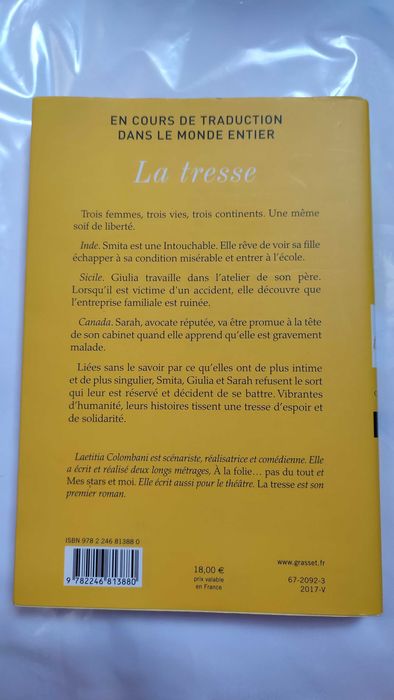 EN COURS DE TRADUCTION
DANS LE MONDE ENTIER
La tresse
Trois femmes, trois vies, trois continents. Une même
soif de liberté.
Inde. Smita est une Intouchable. Elle rêve de voir sa fille
échapper à sa condition misérable et entrer à l'école.
Sicile. Giulia travaille dans l'atelier de son père.
Lorsqu'il est victime d'un accident, elle découvre que
l'entreprise familiale est ruinée.
Canada. Sarah, avocate réputée, va être promue à la tête
de son cabinet quand elle apprend qu'elle est gravement
malade.
Liées sans le savoir par ce qu'elles ont de plus intime
et de plus singulier, Smita, Giulia et Sarah refusent le sort
qui leur est réservé et décident de se battre. Vibrantes
d'humanité, leurs histoires tissent une tresse d'espoir et
de solidarité.
Laetitia Colombani est scénariste, réalisatrice et comédienne. Elle
a écrit et réalisé deux longs métrages, À la folie... pas du tout et
Mes stars et moi. Elle écrit aussi pour le théâtre. La tresse est son
premier roman.
ISBN 978 2 246 81388 0
9 782246 813880
18,00 €
prix valable
en France
www.grasset.fr
67-2092-3
2017-V